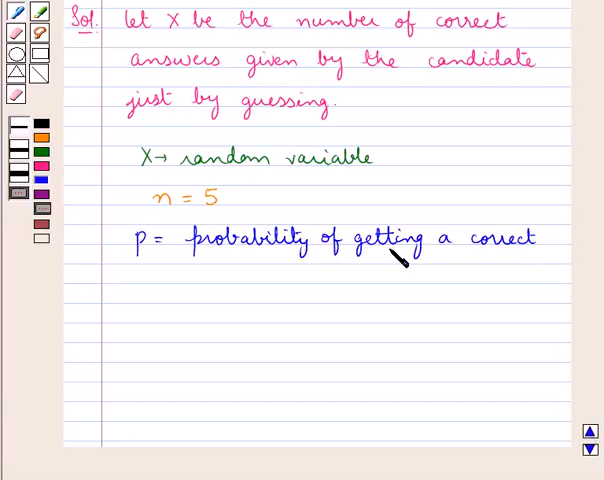 Sol. let X be the number of correct
answers given by the candidate
just by guessing.
X→ random variable
n = 5
p = probability of getting a correct